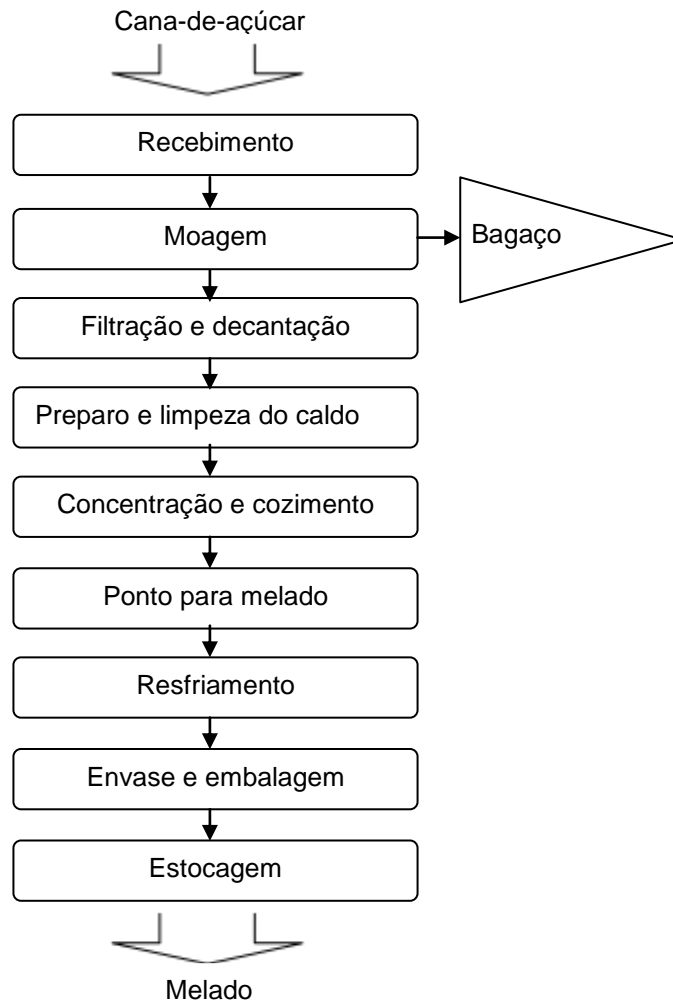 Cana-de-açúcar
Recebimento
Moagem
Bagaço
Filtração e decantação
Preparo e limpeza do caldo
Concentração e cozimento
Ponto para melado
Resfriamento
Envase e embalagem
Estocagem
Melado